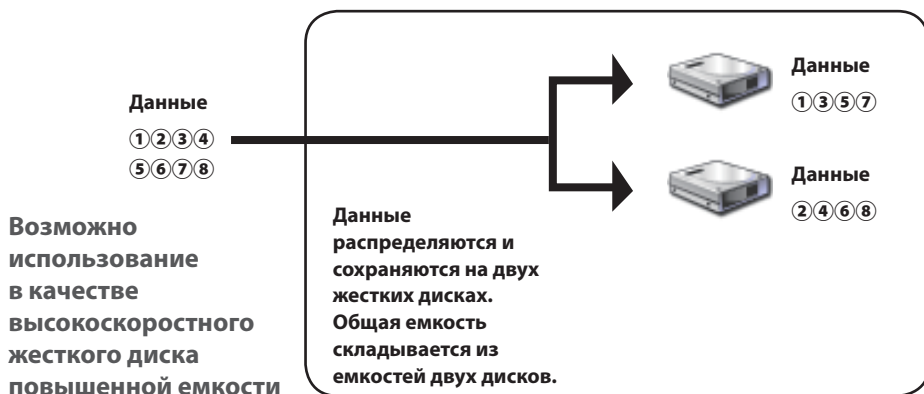 Данные
①②③④
⑤⑥⑦⑧
Возможно
использование
в качестве
высокоскоростного
жесткого диска
повышенной емкости
Данные
распределяются и
сохраняются на двух
жестких дисках.
Общая емкость
складывается из
емкостей двух дисков.
Данные
①③⑤⑦
Данные
②④⑥⑧